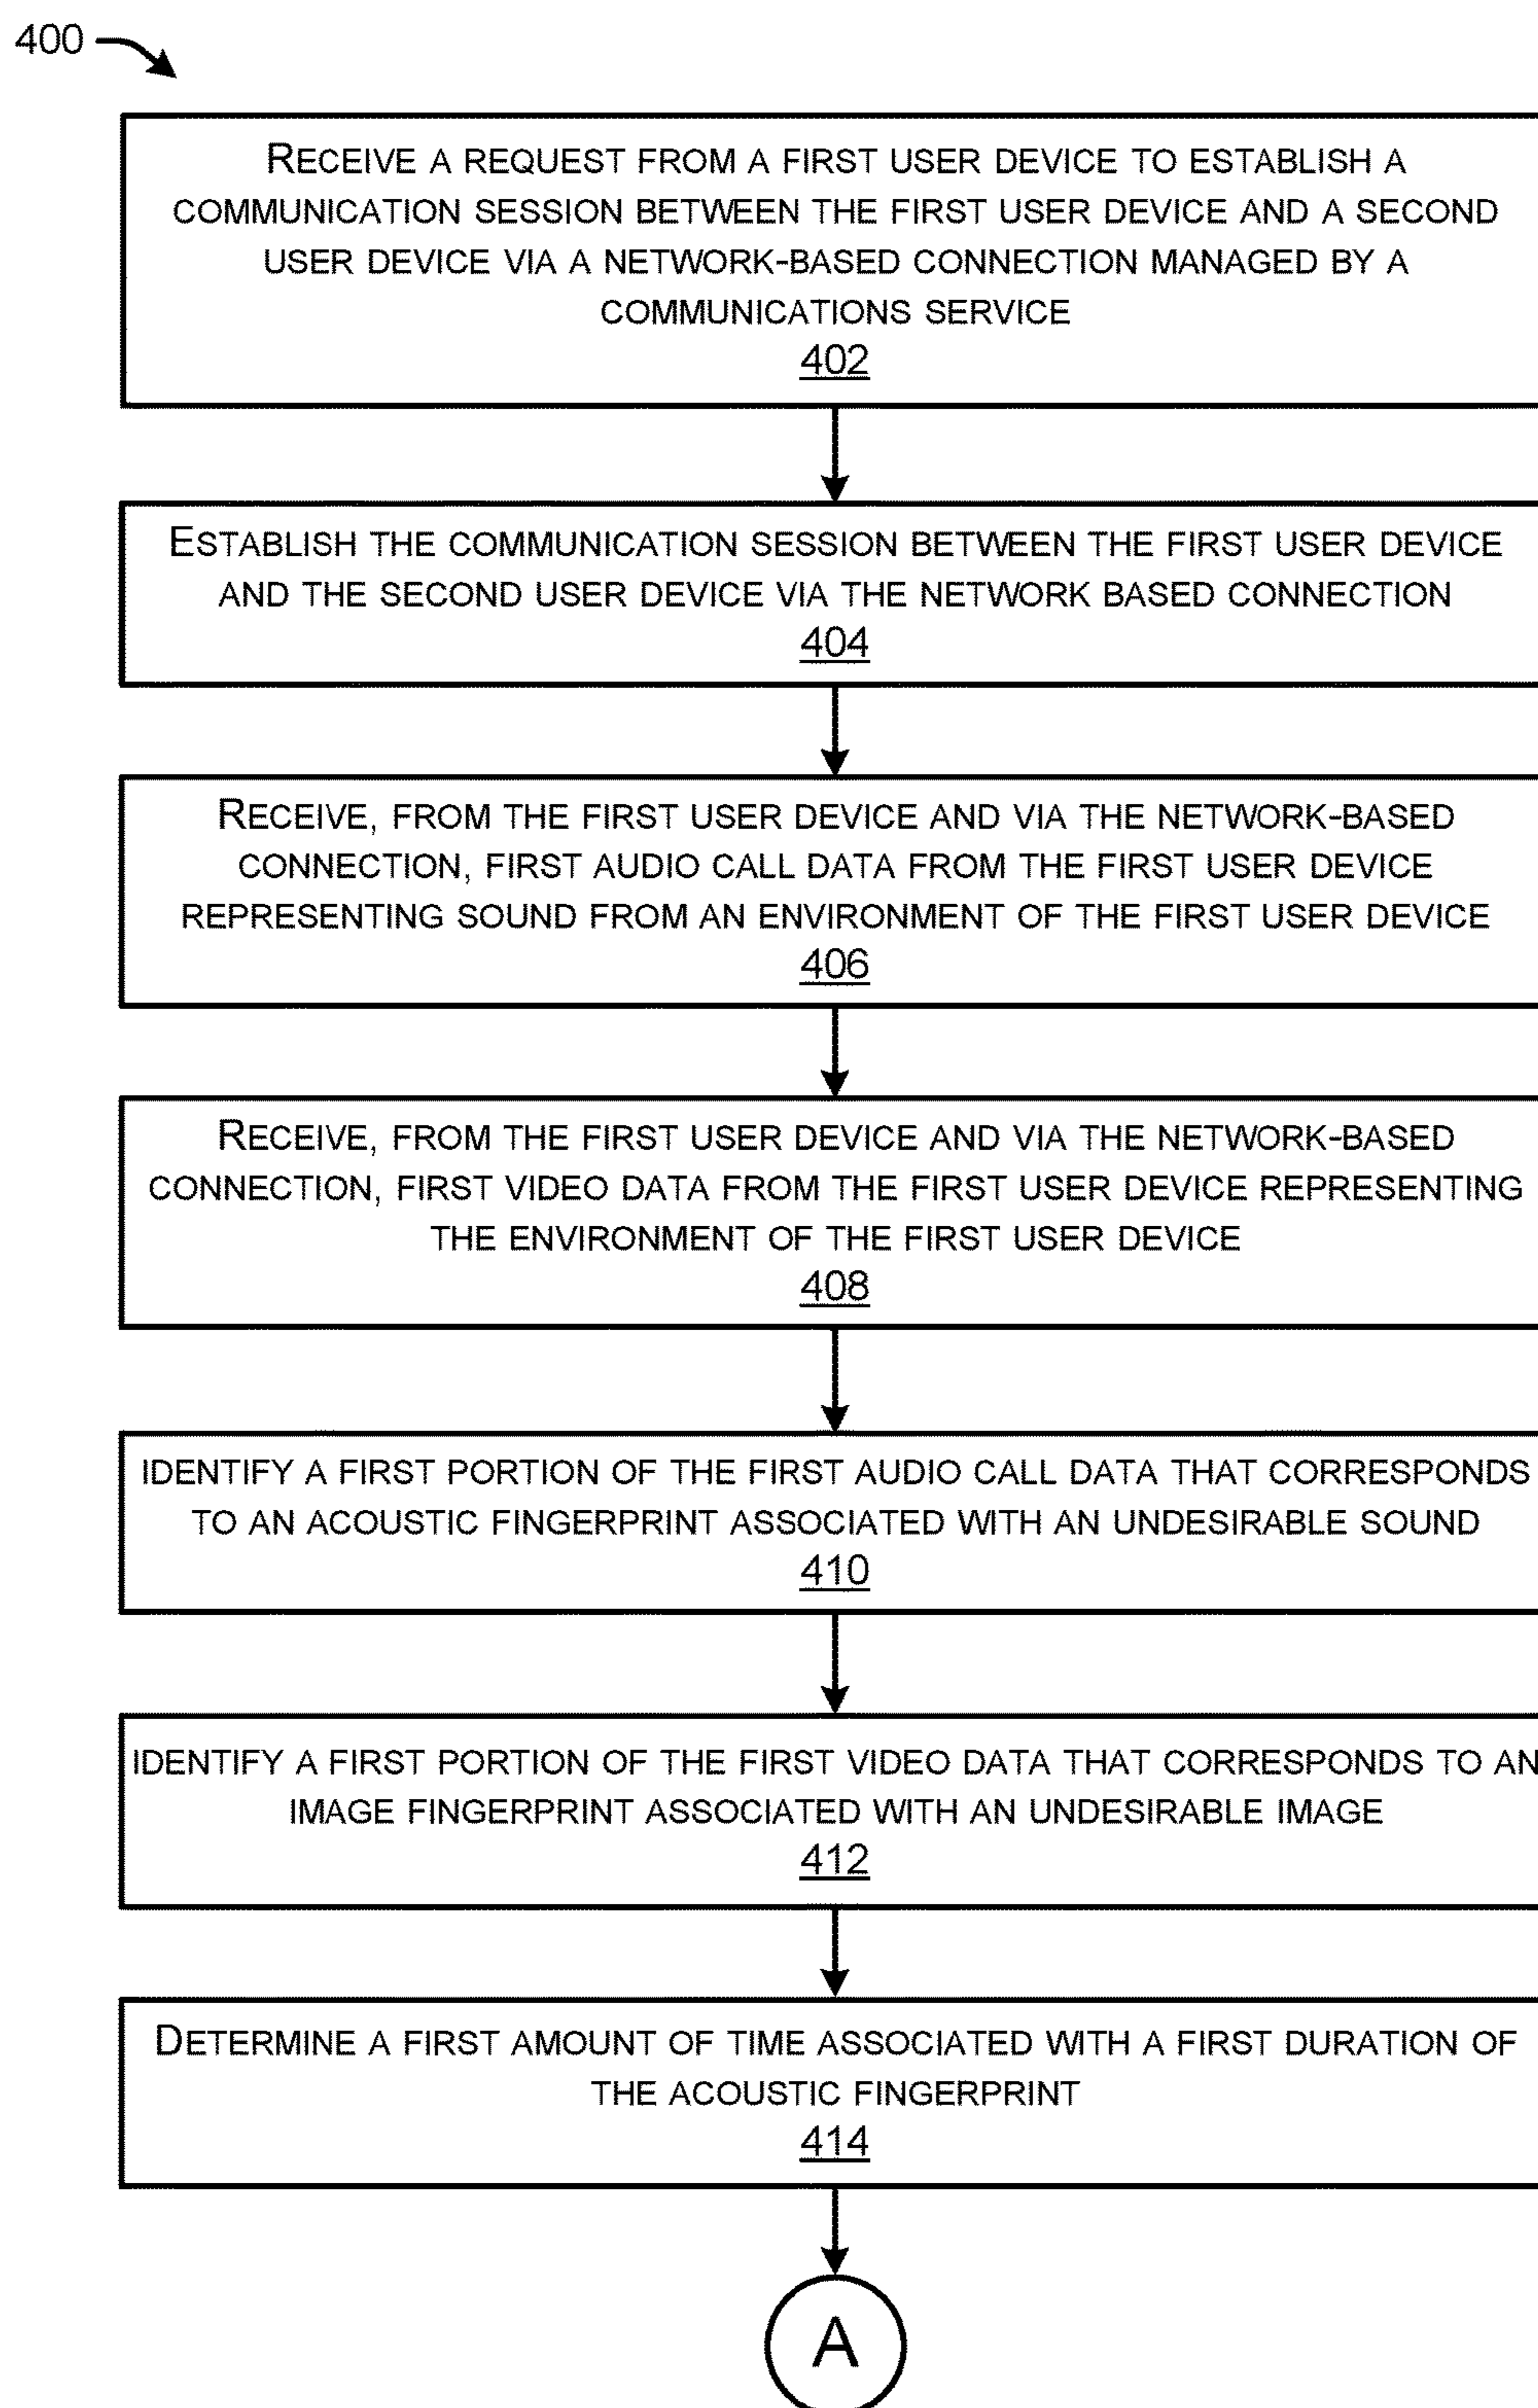 400
RECEIVE A REQUEST FROM A FIRST USER DEVICE TO ESTABLISH A
COMMUNICATION SESSION BETWEEN THE FIRST USER DEVICE AND A SECOND
USER DEVICE VIA A NETWORK-BASED CONNECTION MANAGED BY A
COMMUNICATIONS SERVICE
402
ESTABLISH THE COMMUNICATION SESSION BETWEEN THE FIRST USER DEVICE
AND THE SECOND USER DEVICE VIA THE NETWORK BASED CONNECTION
404
RECEIVE, FROM THE FIRST USER DEVICE AND VIA THE NETWORK-BASED
CONNECTION, FIRST AUDIO CALL DATA FROM THE FIRST USER DEVICE
REPRESENTING SOUND FROM AN ENVIRONMENT OF THE FIRST USER DEVICE
406
RECEIVE, FROM THE FIRST USER DEVICE AND VIA THE NETWORK-BASED
CONNECTION, FIRST VIDEO DATA FROM THE FIRST USER DEVICE REPRESENTING
THE ENVIRONMENT OF THE FIRST USER DEVICE
408
IDENTIFY A FIRST PORTION OF THE FIRST AUDIO CALL DATA THAT CORRESPONDS
TO AN ACOUSTIC FINGERPRINT ASSOCIATED WITH AN UNDESIRABLE SOUND
410
IDENTIFY A FIRST PORTION OF THE FIRST VIDEO DATA THAT CORRESPONDS TO AN
IMAGE FINGERPRINT ASSOCIATED WITH AN UNDESIRABLE IMAGE
412
DETERMINE A FIRST AMOUNT OF TIME ASSOCIATED WITH A FIRST DURATION OF
THE ACOUSTIC FINGERPRINT
414
A